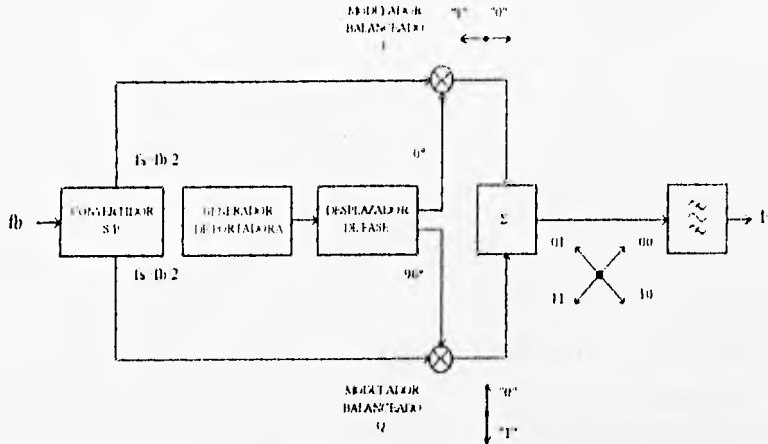 MODULADOR
BALANCEADO
I
"1" "0"
fs=fb/2
0°
fb
CONVERTIDOR
S/P
GENERADOR
DE PORTADORA
DESPLAZADOR
DE FASE
Σ
01 00
11 10
fs=fb/2
90°
MODULADOR
BALANCEADO
Q
"0"
"1"